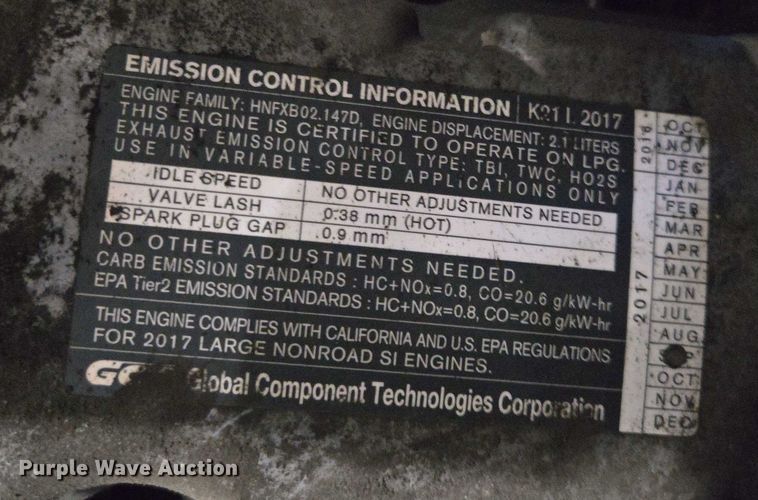 EMISSION CONTROL INFORMATION K21 I. 2017
ENGINE FAMILY: HNFXB02.147D, ENGINE DISPLACEMENT: 2.1 LITERS
THIS ENGINE IS CERTIFIED TO OPERATE ON LPG.
EXHAUST EMISSION CONTROL TYPE: TBI, TWC, HO2S
USE IN VARIABLE-SPEED APPLICATIONS ONLY
IDLE SPEED NO OTHER ADJUSTMENTS NEEDED
VALVE LASH 0.38 mm (HOT)
SPARK PLUG GAP 0.9 mm
NO OTHER ADJUSTMENTS NEEDED.
CARB EMISSION STANDARDS : HC+NOx=0.8, CO=20.6 g/kW-hr
EPA Tier2 EMISSION STANDARDS : HC+NOx=0.8, CO=20.6 g/kW-hr
THIS ENGINE COMPLIES WITH CALIFORNIA AND U.S. EPA REGULATIONS
FOR 2017 LARGE NONROAD SI ENGINES.
Global Component Technologies Corporation
2016
OCT
NOV
DEC
2017
JAN
FEB
MAR
APR
MAY
JUN
JUL
AUG
SEP
OCT
NOV
DEC
Purple Wave Auction